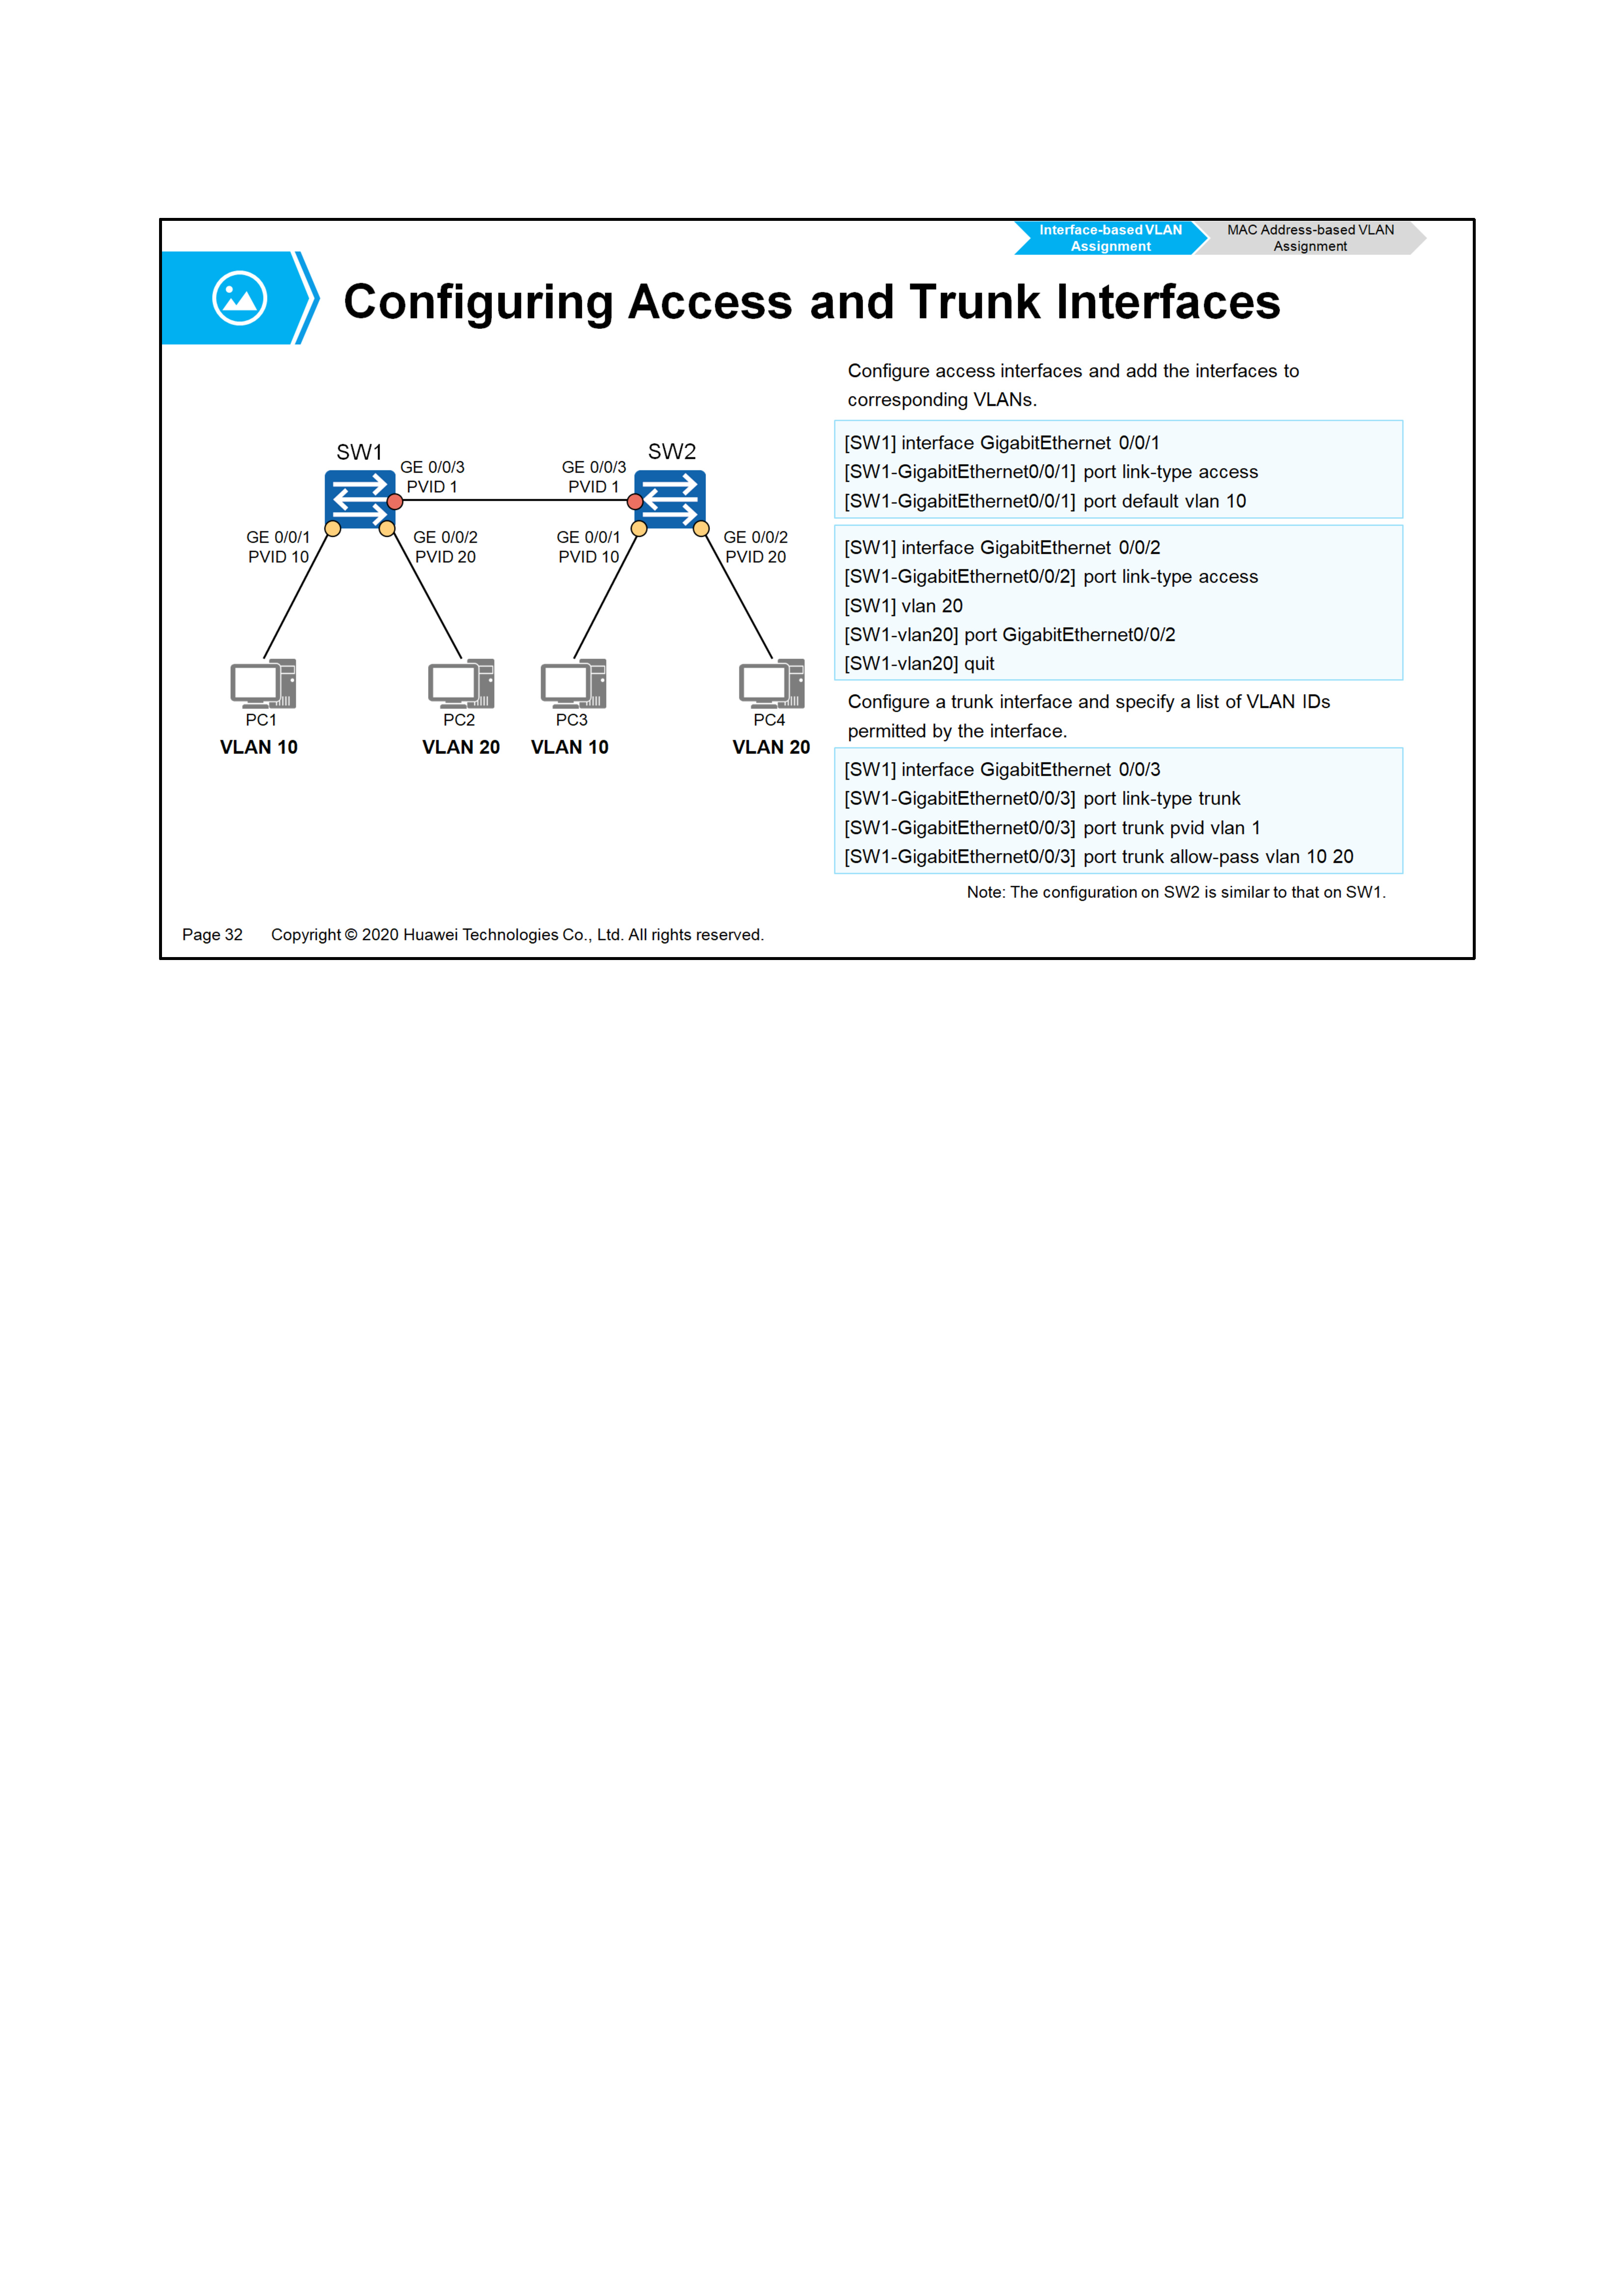 Interface-based VLAN
Assignment
MAC Address-based VLAN
Assignment
Configuring Access and Trunk Interfaces
SW1
SW2
GE 0/0/3
PVID 1
GE 0/0/3
PVID 1
GE 0/0/1
PVID 10
GE 0/0/2
PVID 20
GE 0/0/1
PVID 10
GE 0/0/2
PVID 20
PC1
PC2
PC3
PC4
VLAN 10
VLAN 20
VLAN 10
VLAN 20
Configure access interfaces and add the interfaces to
corresponding VLANs.
[SW1] interface GigabitEthernet 0/0/1
[SW1-GigabitEthernet0/0/1] port link-type access
[SW1-GigabitEthernet0/0/1] port default vlan 10
[SW1] interface GigabitEthernet 0/0/2
[SW1-GigabitEthernet0/0/2] port link-type access
[SW1] vlan 20
[SW1-vlan20] port GigabitEthernet0/0/2
[SW1-vlan20] quit
Configure a trunk interface and specify a list of VLAN IDs
permitted by the interface.
[SW1] interface GigabitEthernet 0/0/3
[SW1-GigabitEthernet0/0/3] port link-type trunk
[SW1-GigabitEthernet0/0/3] port trunk pvid vlan 1
[SW1-GigabitEthernet0/0/3] port trunk allow-pass vlan 10 20
Note: The configuration on SW2 is similar to that on SW1.
Page 32 Copyright © 2020 Huawei Technologies Co., Ltd. All rights reserved.